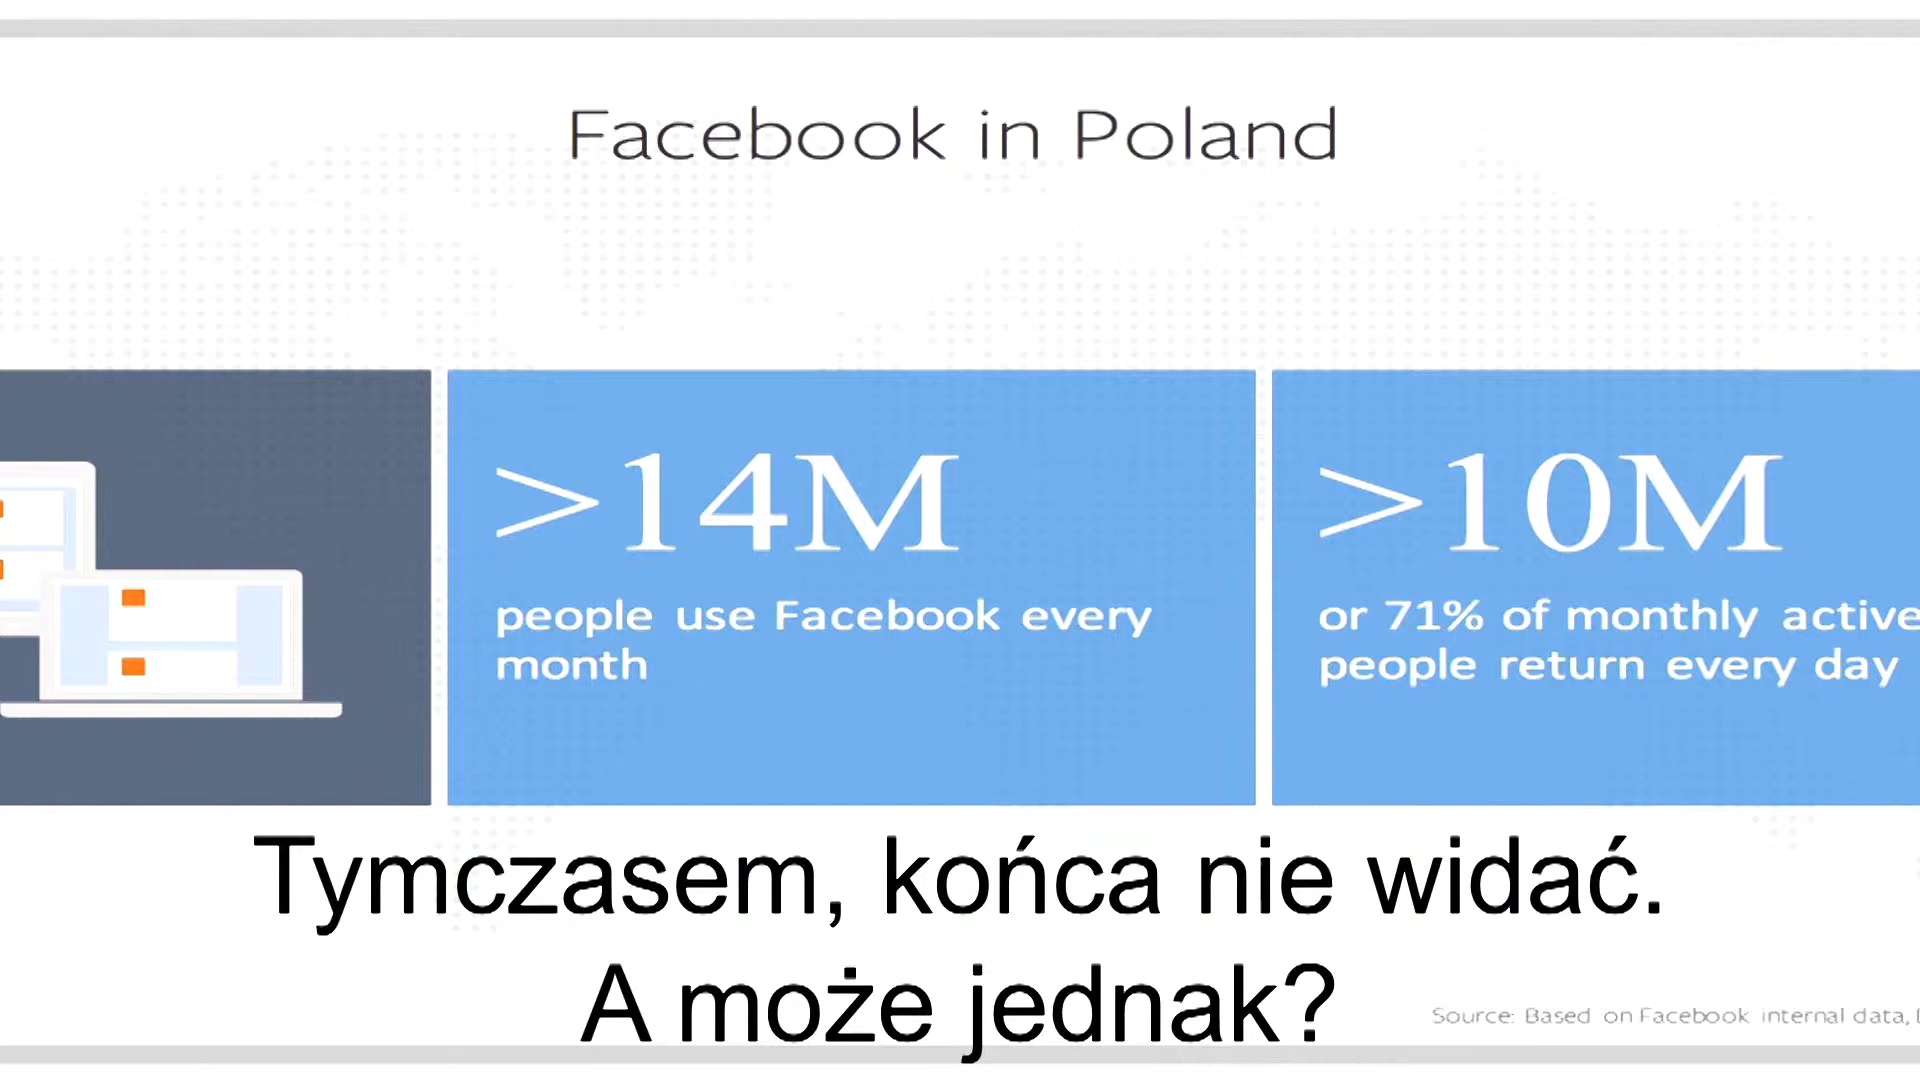 Facebook in Poland
>14M
people use Facebook every
month
>10M
or 71% of monthly active
people return every day
Tymczasem, końca nie widać.
A może jednak?
Source: Based on Facebook internal data,